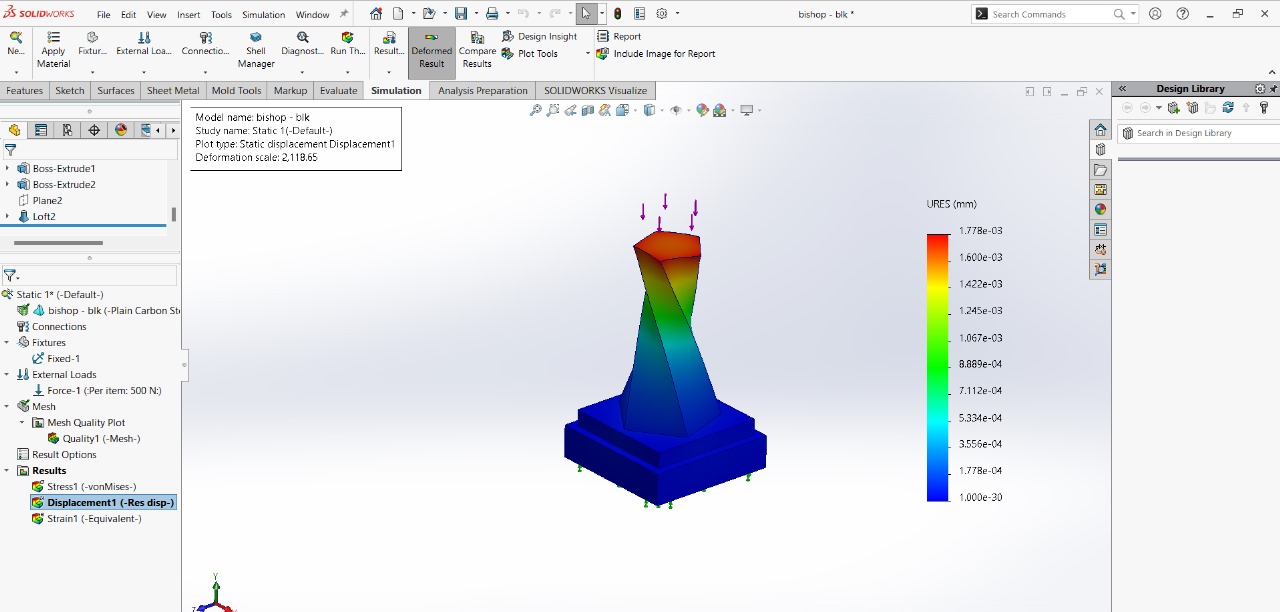 SOLIDWORKS File Edit View Insert Tools Simulation Window bishop - blk * Search Commands
Ne... Apply Material Fixtur... External Loa... Connectio... Shell Manager Diagnost... Run Th... Result... Deformed Result Compare Results Design Insight Plot Tools Report Include Image for Report
Features Sketch Surfaces Sheet Metal Mold Tools Markup Evaluate Simulation Analysis Preparation SOLIDWORKS Visualize
Design Library
Search in Design Library
Boss-Extrude1
Boss-Extrude2
Plane2
Loft2
Static 1* (-Default-)
bishop - blk (-Plain Carbon St
Connections
Fixtures
Fixed-1
External Loads
Force-1 (:Per item: 500 N:)
Mesh
Mesh Quality Plot
Quality1 (-Mesh-)
Result Options
Results
Stress1 (-vonMises-)
Displacement1 (-Res disp-)
Strain1 (-Equivalent-)
Model name: bishop - blk
Study name: Static 1(-Default-)
Plot type: Static displacement Displacement1
Deformation scale: 2,118.65
URES (mm)
1.778e-03
1.600e-03
1.422e-03
1.245e-03
1.067e-03
8.889e-04
7.112e-04
5.334e-04
3.556e-04
1.778e-04
1.000e-30
Y
Z